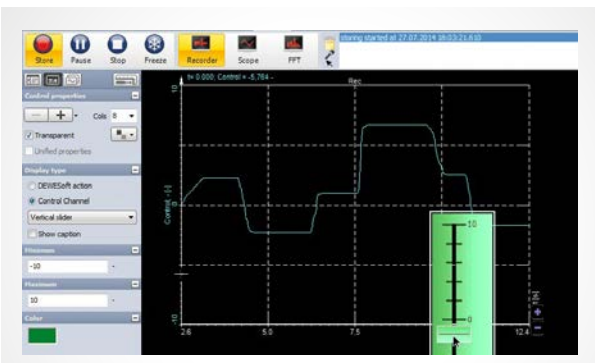 storing started at 27.07.2014 18:03:21.610
Store Pause Stop Freeze Recorder Scope FFT
t= 0.000; Control = -5,764 -
Rec
Control properties
Cols 8
Transparent
Unified properties
Display type
DEWESoft action
Control Channel
Vertical slider
Show caption
Minimum
-10
-
Maximum
10
-
Color
10
Control - [-]
0
-10
2.6 5.0 7.5 12.4
t [s]
10
0